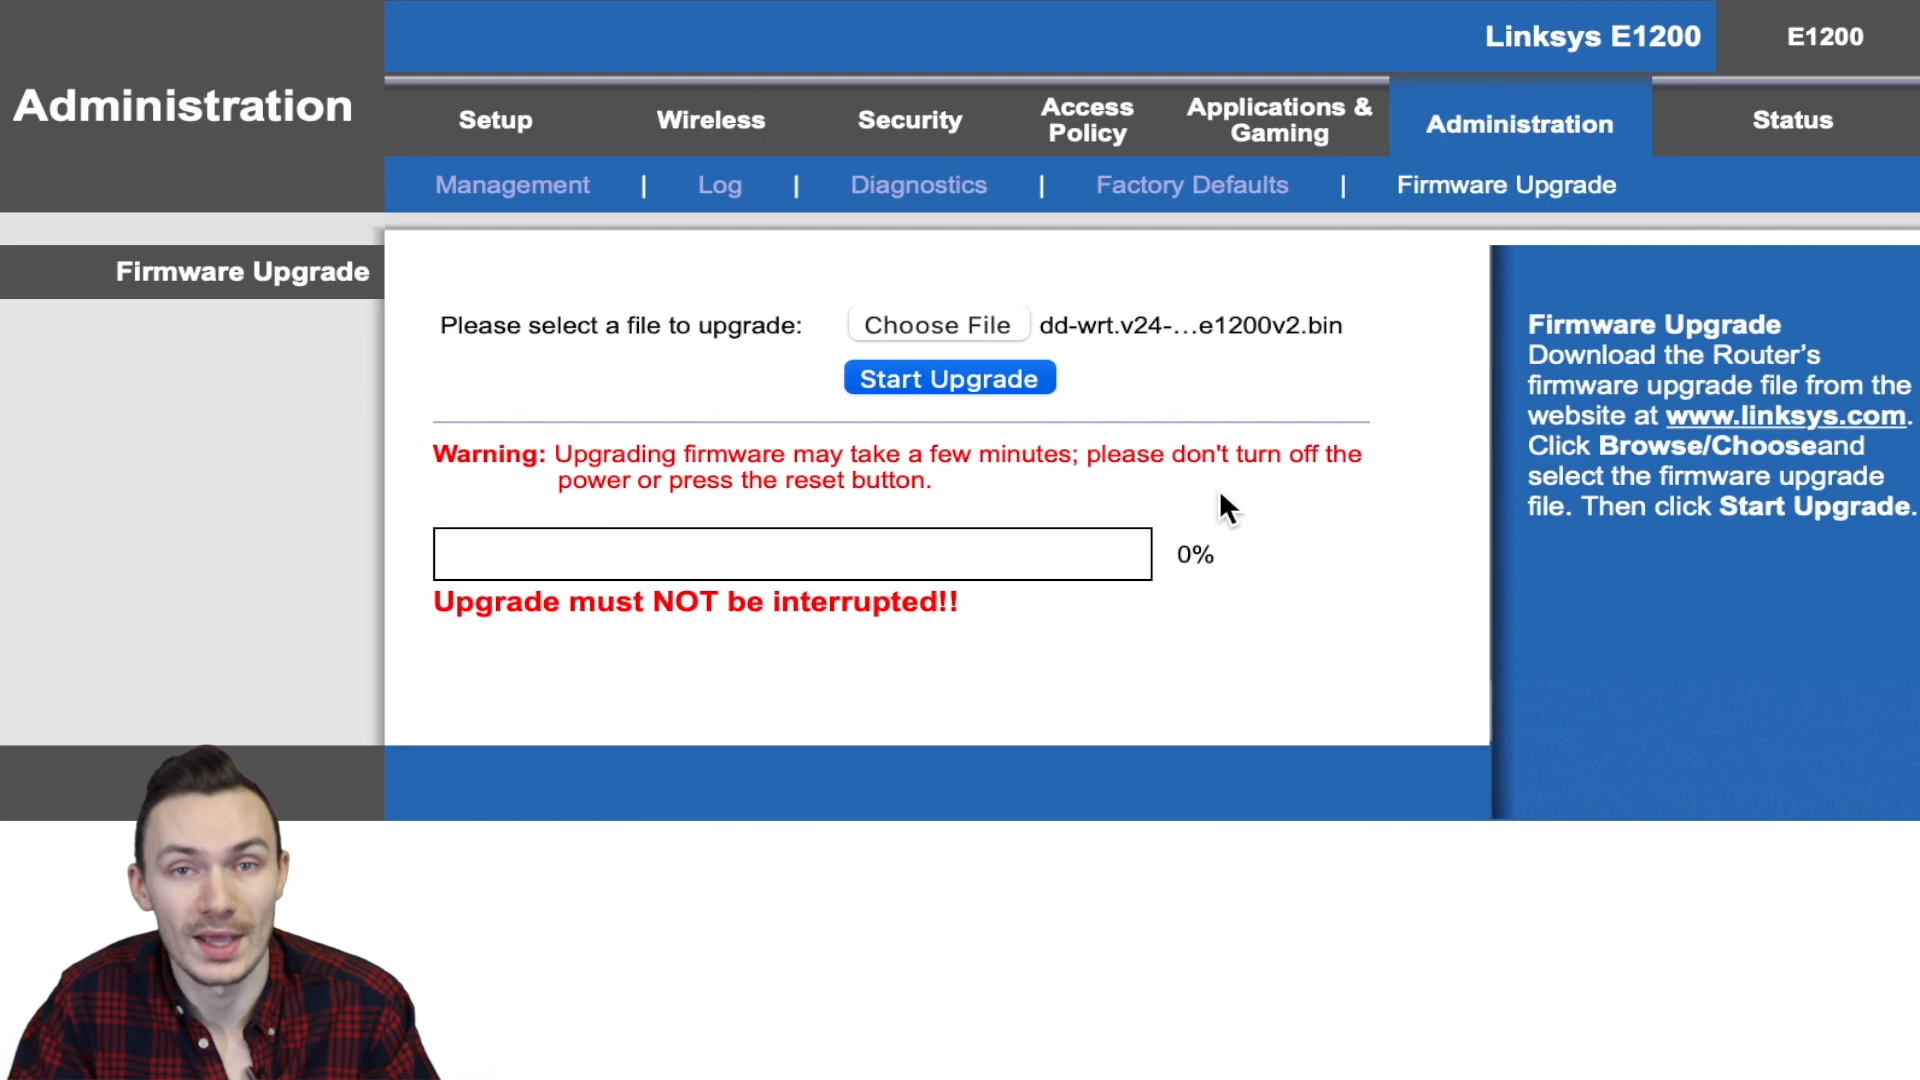 Linksys E1200
E1200
Administration
Setup
Wireless
Security
Access
Policy
Applications &
Gaming
Administration
Status
Management | Log | Diagnostics | Factory Defaults | Firmware Upgrade
Firmware Upgrade
Please select a file to upgrade:
Choose File
dd-wrt.v24-…e1200v2.bin
Start Upgrade
Warning: Upgrading firmware may take a few minutes; please don't turn off the
power or press the reset button.
0%
Upgrade must NOT be interrupted!!
Firmware Upgrade
Download the Router’s
firmware upgrade file from the
website at www.linksys.com.
Click Browse/Chooseand
select the firmware upgrade
file. Then click Start Upgrade.